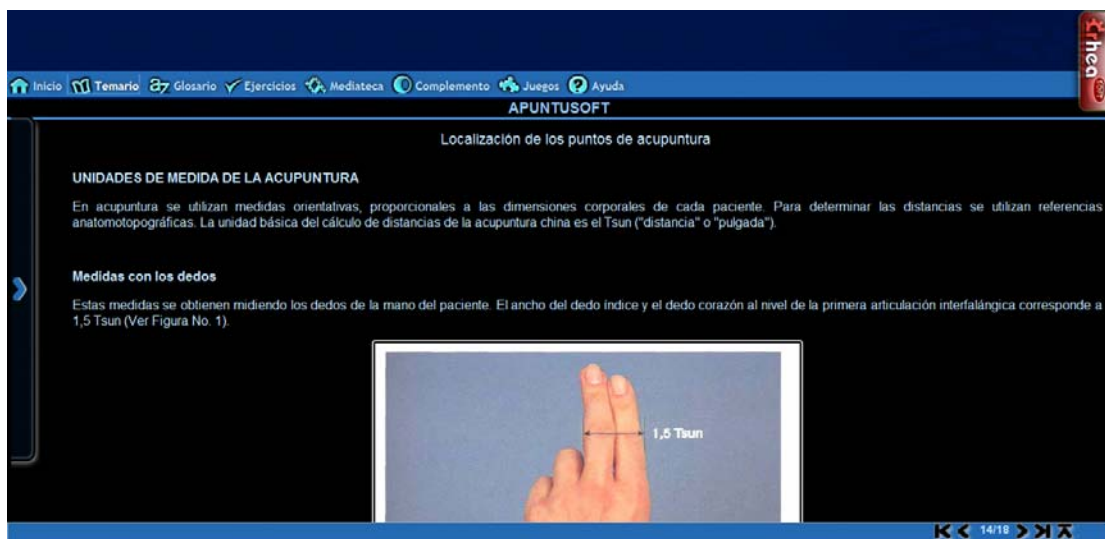 crhea
Inicio Temario Glosario Ejercicios Mediateca Complemento Juegos Ayuda
APUNTUSOFT
Localización de los puntos de acupuntura
UNIDADES DE MEDIDA DE LA ACUPUNTURA
En acupuntura se utilizan medidas orientativas, proporcionales a las dimensiones corporales de cada paciente. Para determinar las distancias se utilizan referencias
anatomotopográficas. La unidad básica del cálculo de distancias de la acupuntura china es el Tsun ("distancia" o "pulgada").
Medidas con los dedos
Estas medidas se obtienen midiendo los dedos de la mano del paciente. El ancho del dedo índice y el dedo corazón al nivel de la primera articulación interfalángica corresponde a
1,5 Tsun (Ver Figura No. 1).
1,5 Tsun
14/18